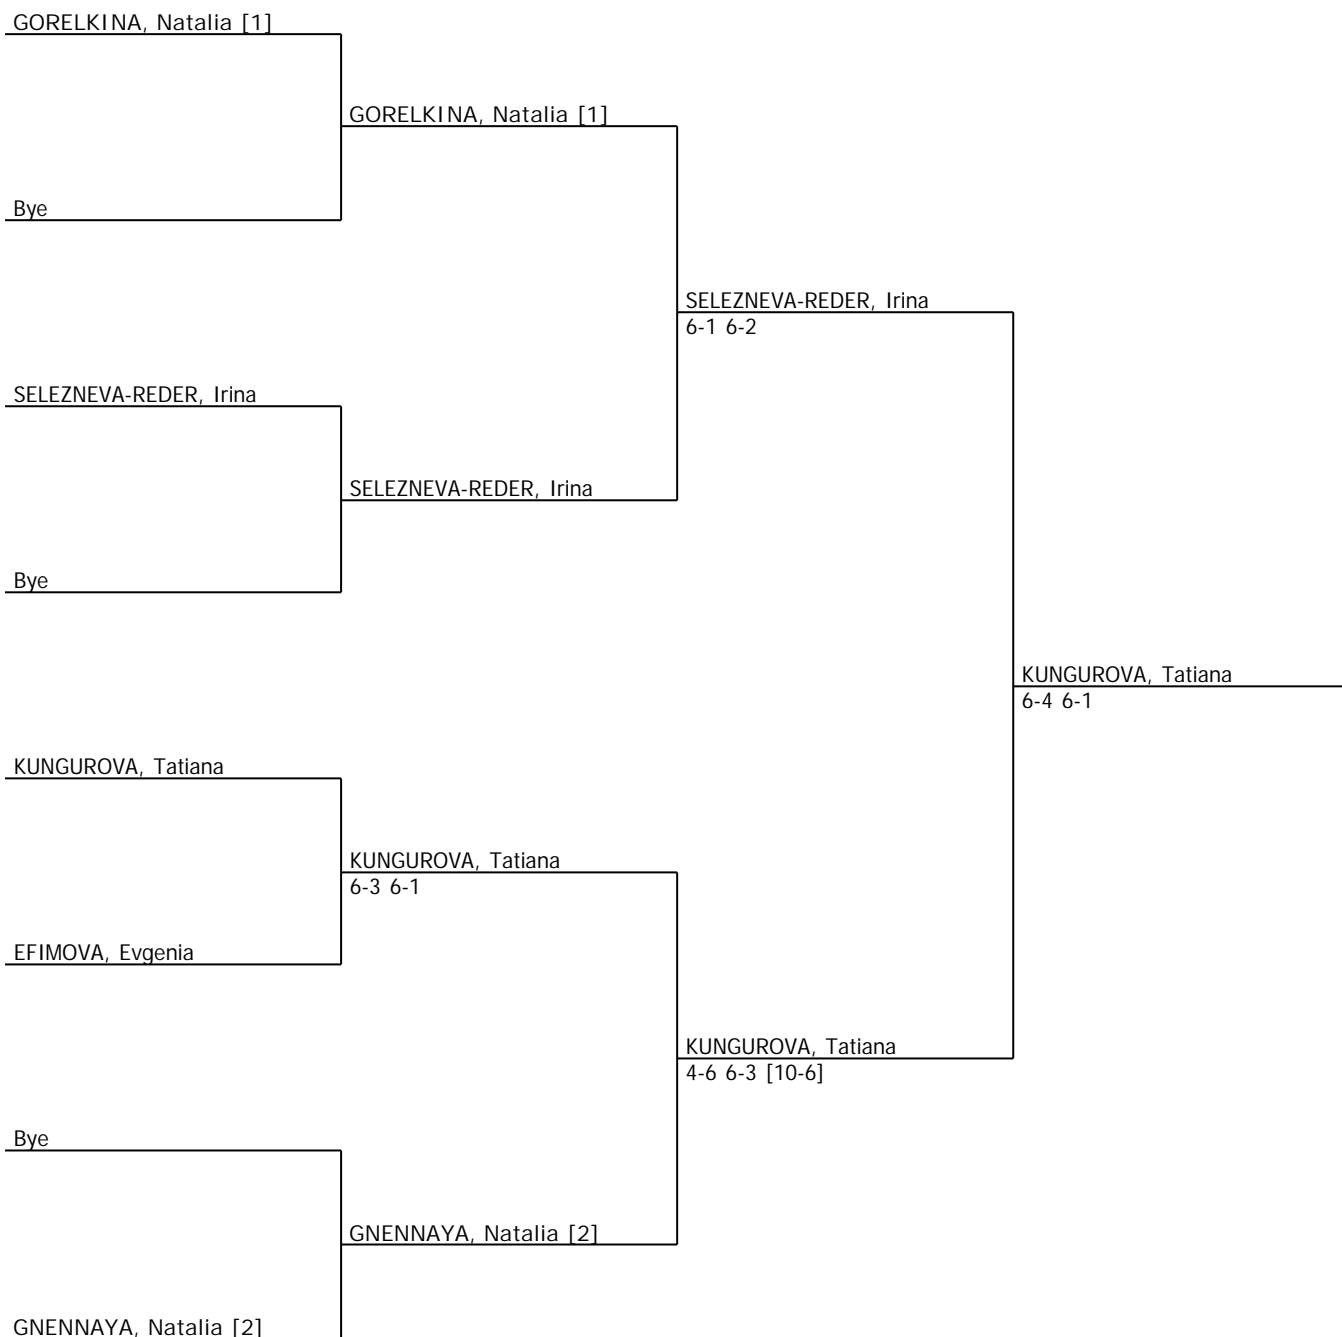 GORELKINA, Natalia [1]
GORELKINA, Natalia [1]
Bye
SELEZNEVA-REDER, Irina
6-1 6-2
SELEZNEVA-REDER, Irina
SELEZNEVA-REDER, Irina
Bye
KUNGUROVA, Tatiana
6-4 6-1
KUNGUROVA, Tatiana
KUNGUROVA, Tatiana
6-3 6-1
EFIMOVA, Evgenia
KUNGUROVA, Tatiana
4-6 6-3 [10-6]
Bye
GNENNAYA, Natalia [2]
GNENNAYA, Natalia [2]